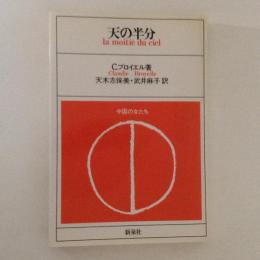 天の半分
la moitié du ciel
C.ブロイエル著
Claudie Broyelle
天木志保美・武井麻子訳
中国の女たち
新泉社